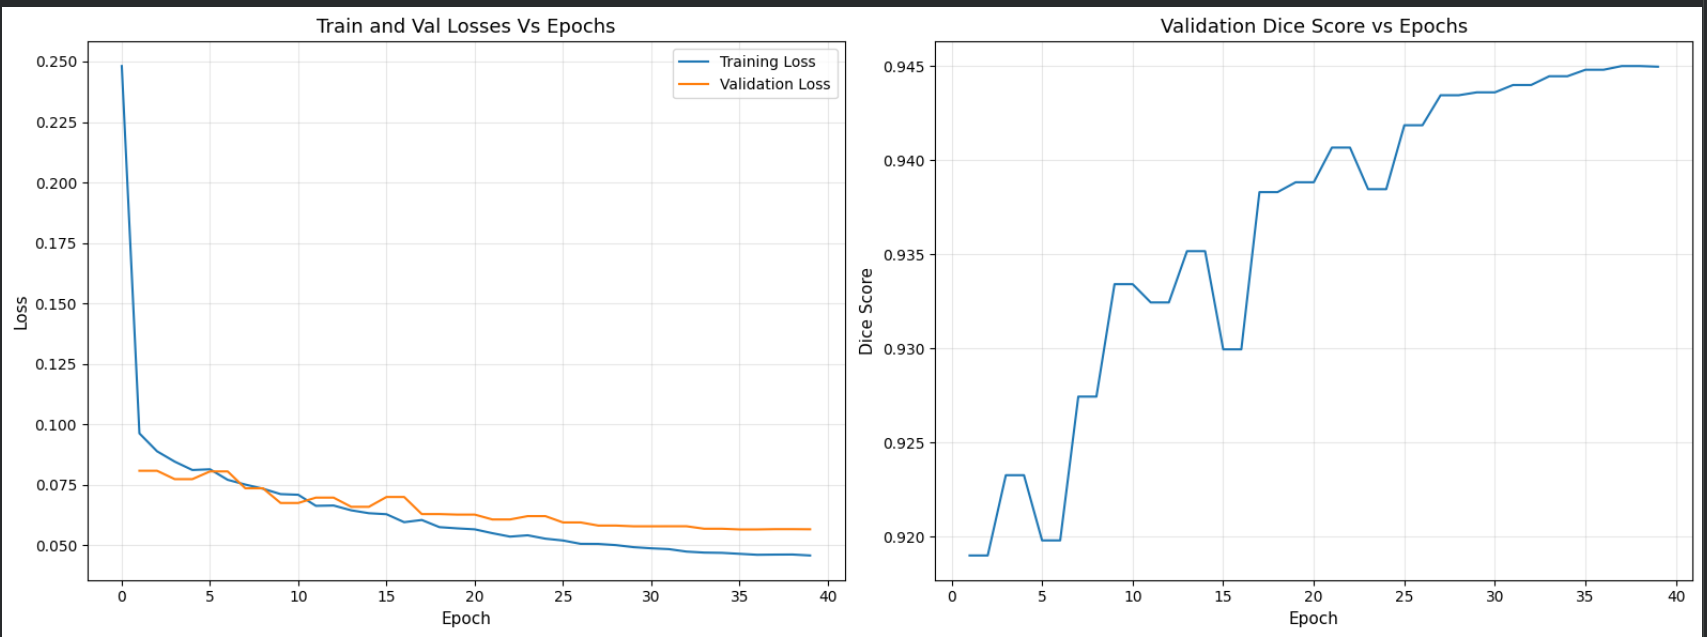 Train and Val Losses Vs Epochs
0.250
0.225
0.200
0.175
0.150
0.125
0.100
0.075
0.050
Loss
Training Loss
Validation Loss
0 5 10 15 20 25 30 35 40
Epoch
Validation Dice Score vs Epochs
0.945
0.940
0.935
0.930
0.925
0.920
Dice Score
0 5 10 15 20 25 30 35 40
Epoch